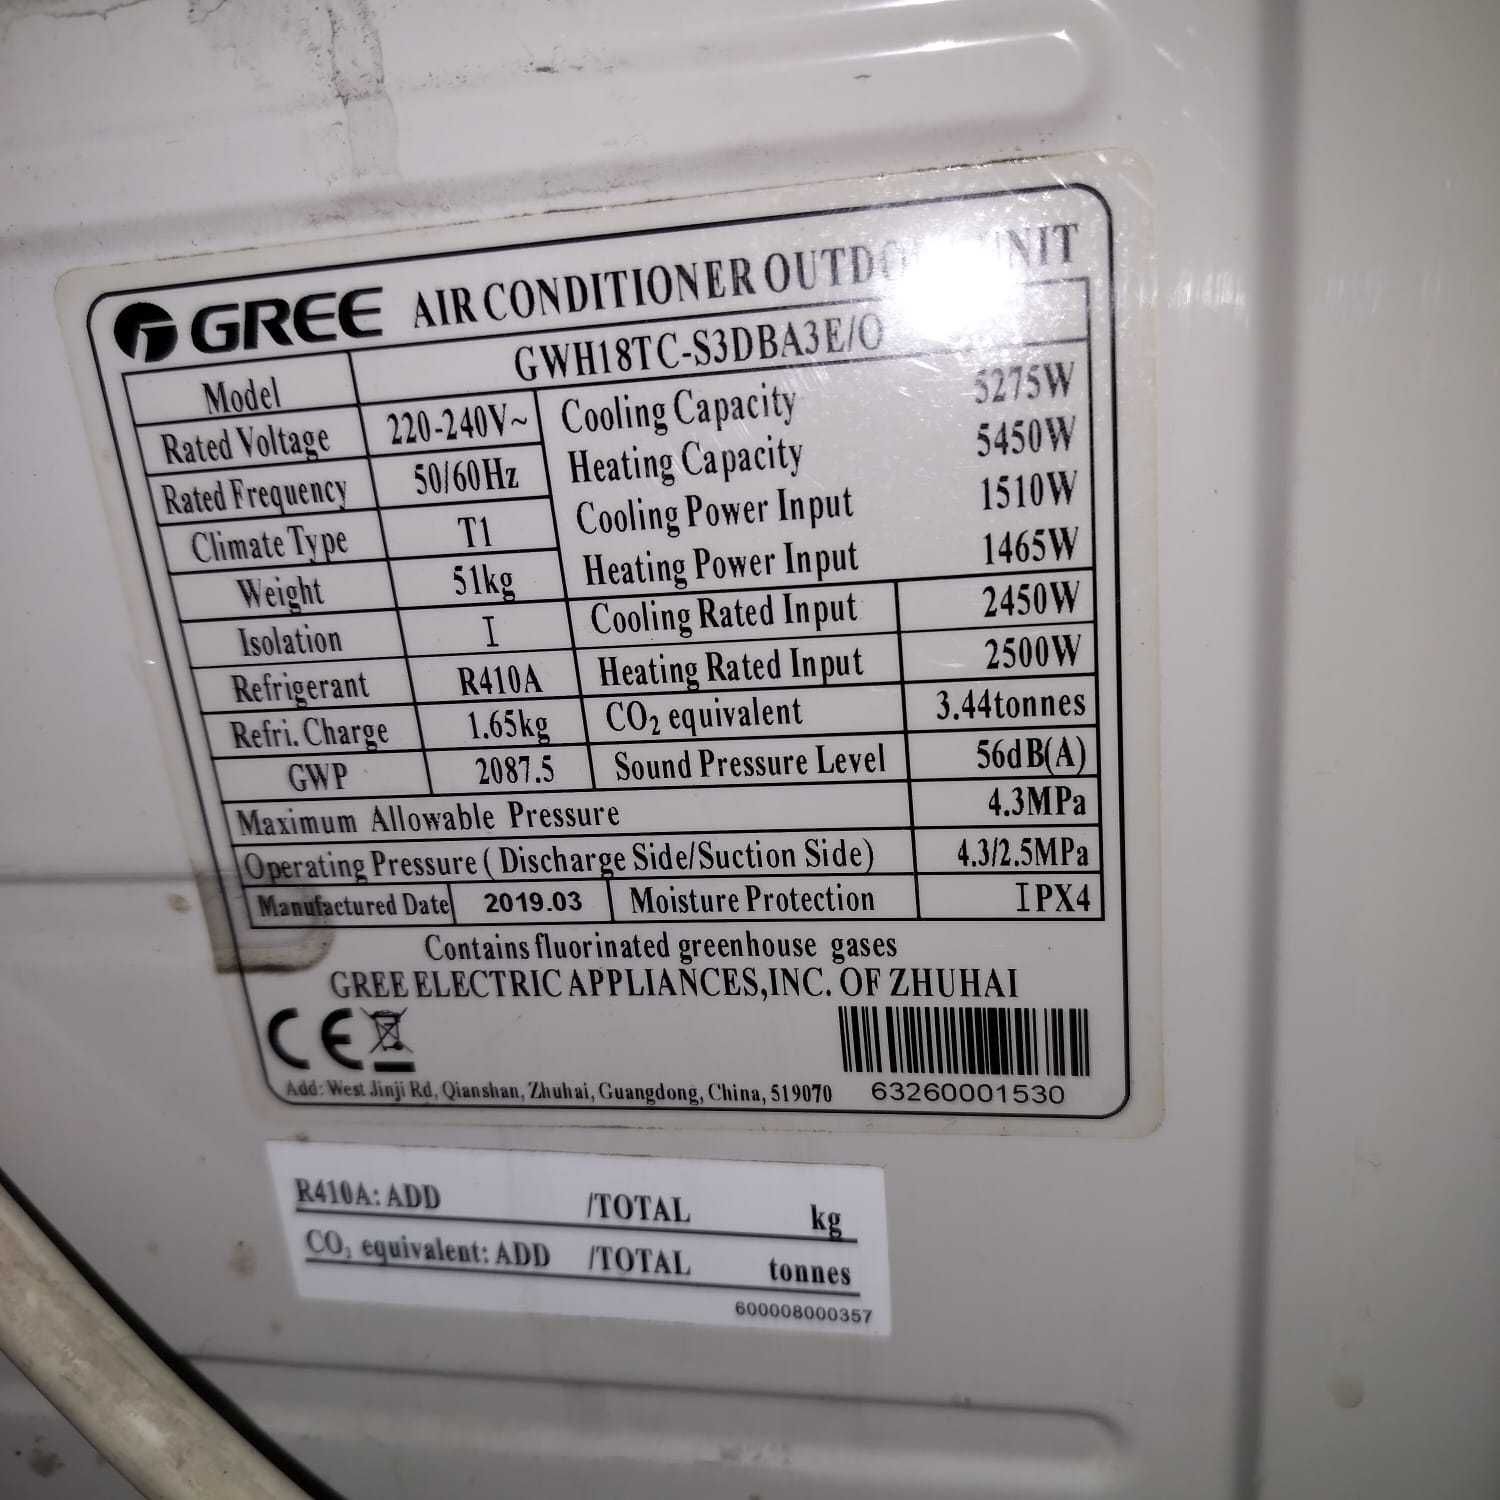 GREE AIR CONDITIONER OUTDOOR UNIT
Model GWH18TC-S3DBA3E/O
Rated Voltage 220-240V~ Cooling Capacity 5275W
Rated Frequency 50/60Hz Heating Capacity 5450W
Climate Type T1 Cooling Power Input 1510W
Weight 51kg Heating Power Input 1465W
Isolation I Cooling Rated Input 2450W
Refrigerant R410A Heating Rated Input 2500W
Refri. Charge 1.65kg CO₂ equivalent 3.44tonnes
GWP 2087.5 Sound Pressure Level 56dB(A)
Maximum Allowable Pressure 4.3MPa
Operating Pressure ( Discharge Side/Suction Side) 4.3/2.5MPa
Manufactured Date 2019.03 Moisture Protection IPX4
Contains fluorinated greenhouse gases
GREE ELECTRIC APPLIANCES,INC. OF ZHUHAI
CE
Add: West Jinji Rd, Qianshan, Zhuhai, Guangdong, China, 519070 63260001530
R410A: ADD /TOTAL kg
CO₂ equivalent: ADD /TOTAL tonnes
600008000357